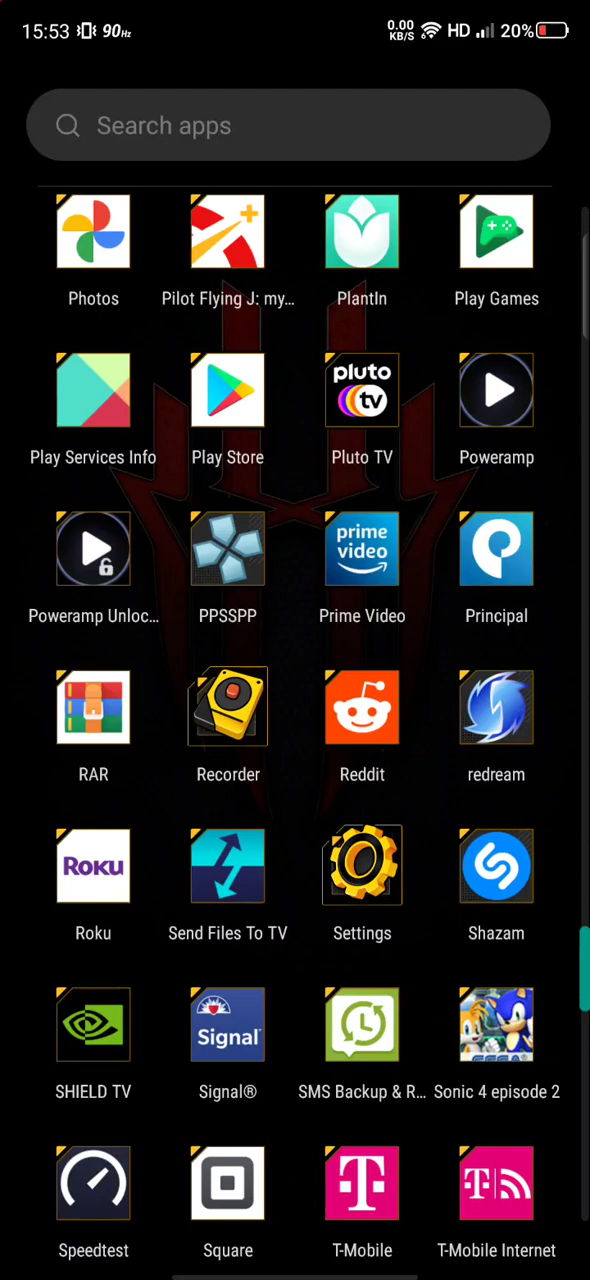 15:53 90Hz 0.00 KB/S 6 HD 20%
Search apps
Photos Pilot Flying J: my… PlantIn Play Games
pluto tv
Play Services Info Play Store Pluto TV Poweramp
prime video
Poweramp Unloc… PPSSPP Prime Video Principal
RAR Recorder Reddit redream
ROKU
Roku Send Files To TV Settings Shazam
Signal
SEGA
SHIELD TV Signal® SMS Backup & R… Sonic 4 episode 2
T T
Speedtest Square T-Mobile T-Mobile Internet